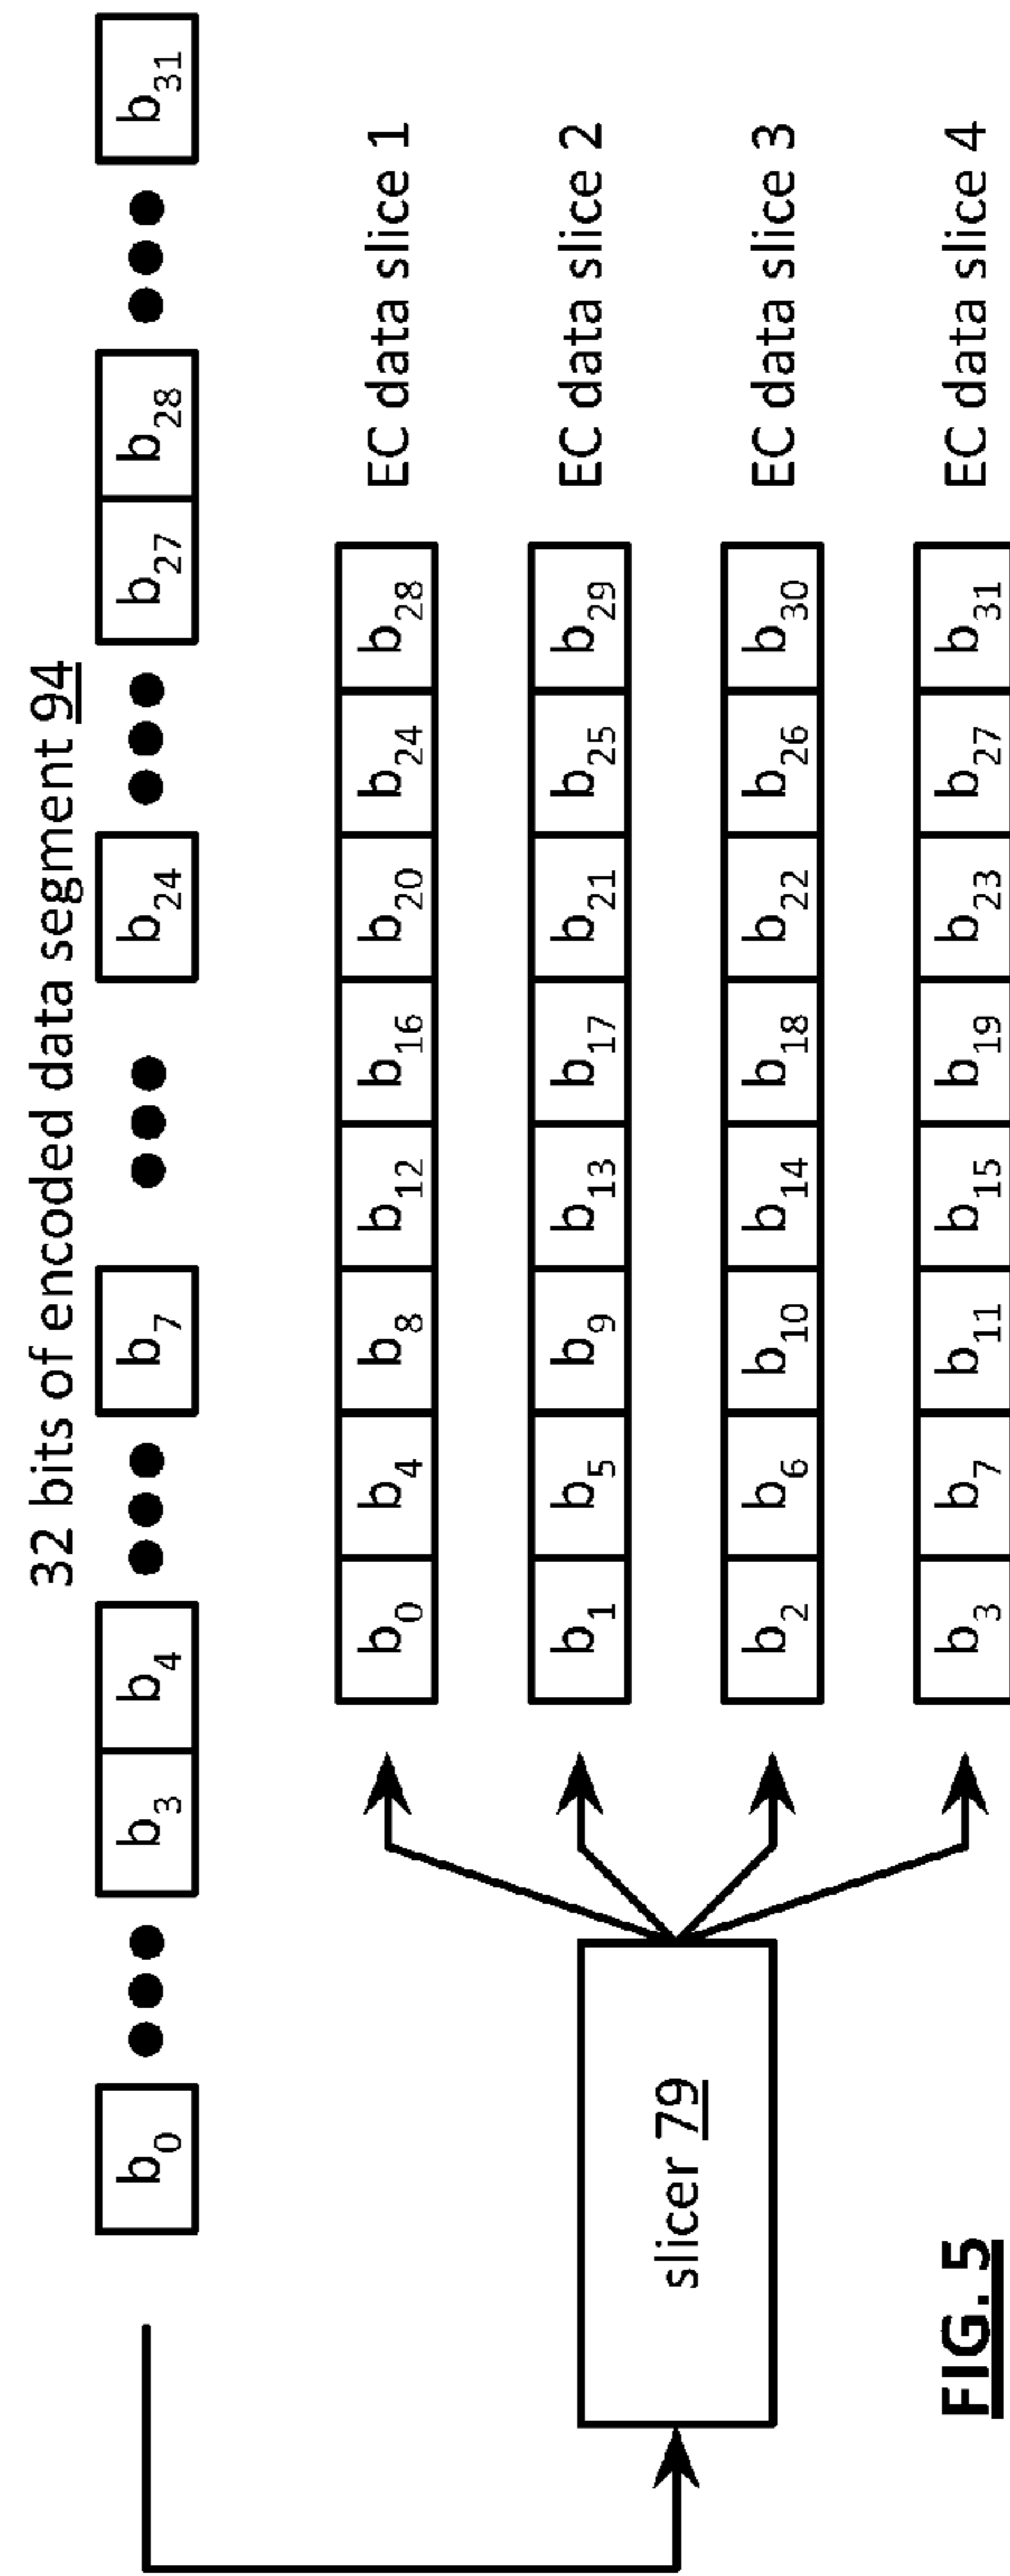 32 bits of encoded data segment 94
b0 ••• b3 b4 ••• b7 ••• b24 ••• b27 b28 ••• b31
b0 b4 b8 b12 b16 b20 b24 b28 EC data slice 1
b1 b5 b9 b13 b17 b21 b25 b29 EC data slice 2
slicer 79
b2 b6 b10 b14 b18 b22 b26 b30 EC data slice 3
b3 b7 b11 b15 b19 b23 b27 b31 EC data slice 4
FIG. 5